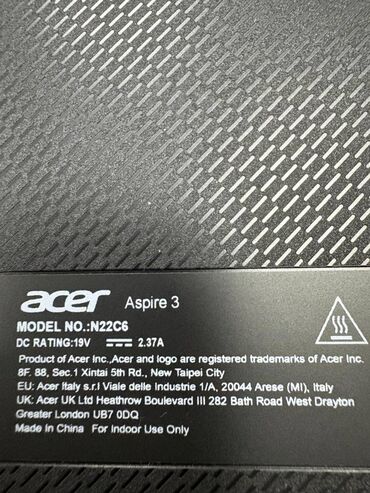 acer Aspire 3
MODEL NO.:N22C6
DC RATING:19V ⎓ 2.37A
Product of Acer Inc.,Acer and logo are registered trademarks of Acer Inc.
8F. 88, Sec.1 Xintai 5th Rd., New Taipei City
EU: Acer Italy s.r.l Viale delle Industrie 1/A, 20044 Arese (MI), Italy
UK: Acer UK Ltd Heathrow Boulevard III 282 Bath Road West Drayton
Greater London UB7 0DQ
Made In China For Indoor Use Only